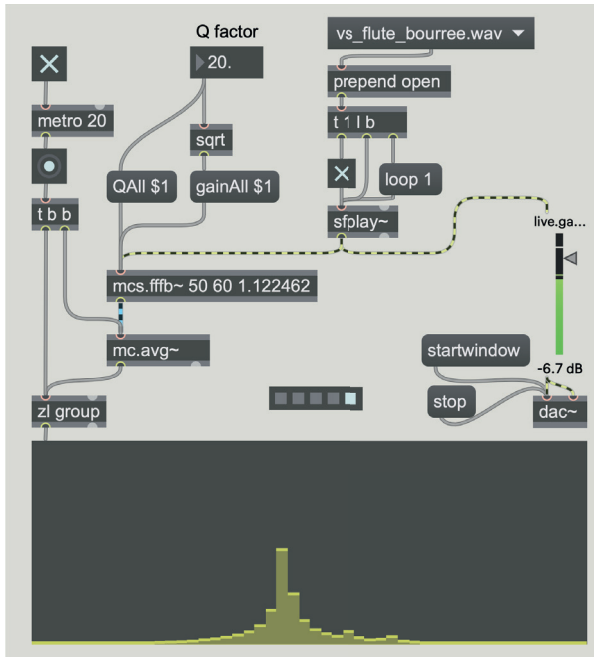 Q factor
vs_flute_bourree.wav
20.
prepend open
metro 20
t 1 l b
sqrt
QAll $1
gainAll $1
loop 1
t b b
sfplay~
live.ga...
mcs.fffb~ 50 60 1.122462
mc.avg~
startwindow
-6.7 dB
stop
zl group
dac~